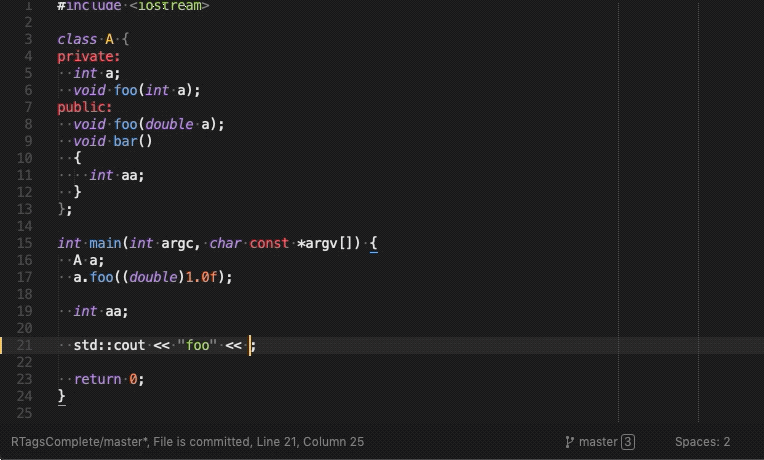 1 #include <iostream>
2
3 class A {
4 private:
5   int a;
6   void foo(int a);
7 public:
8   void foo(double a);
9   void bar()
10   {
11     int aa;
12   }
13 };
14
15 int main(int argc, char const *argv[]) {
16   A a;
17   a.foo((double)1.0f);
18
19   int aa;
20
21   std::cout << "foo" << ;
22
23   return 0;
24 }
25
RTagsComplete/master*, File is committed, Line 21, Column 25 master 3 Spaces: 2